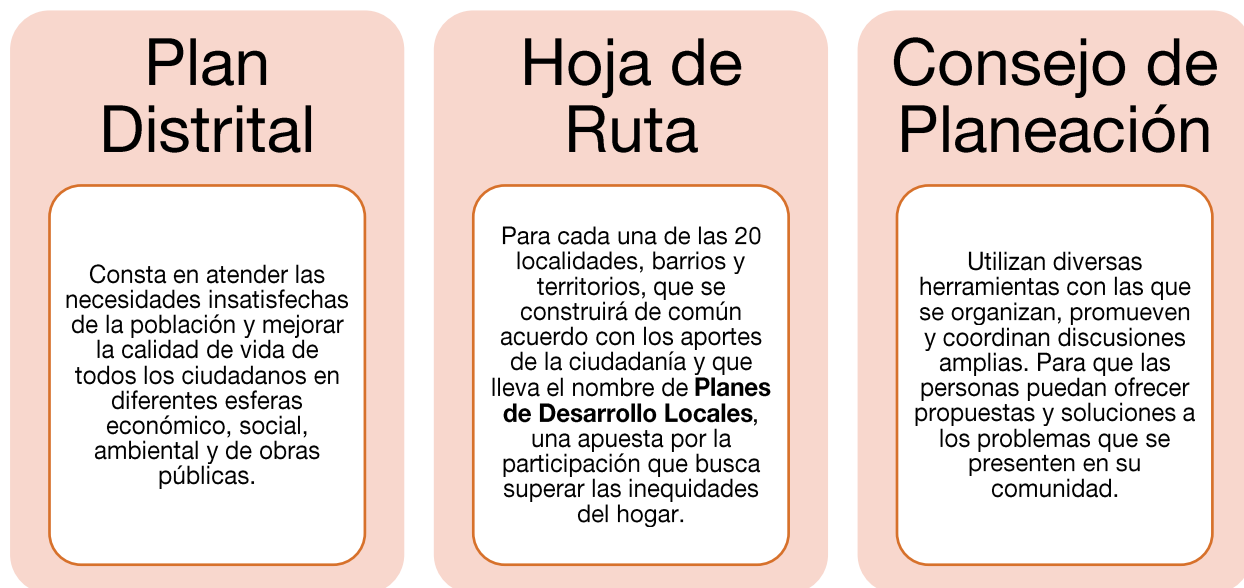 Plan
Distrital
Consta en atender las
necesidades insatisfechas
de la población y mejorar
la calidad de vida de
todos los ciudadanos en
diferentes esferas
económico, social,
ambiental y de obras
públicas.
Hoja de
Ruta
Para cada una de las 20
localidades, barrios y
territorios, que se
construirá de común
acuerdo con los aportes
de la ciudadanía y que
lleva el nombre de Planes
de Desarrollo Locales,
una apuesta por la
participación que busca
superar las inequidades
del hogar.
Consejo de
Planeación
Utilizan diversas
herramientas con las que
se organizan, promueven
y coordinan discusiones
amplias. Para que las
personas puedan ofrecer
propuestas y soluciones a
los problemas que se
presenten en su
comunidad.